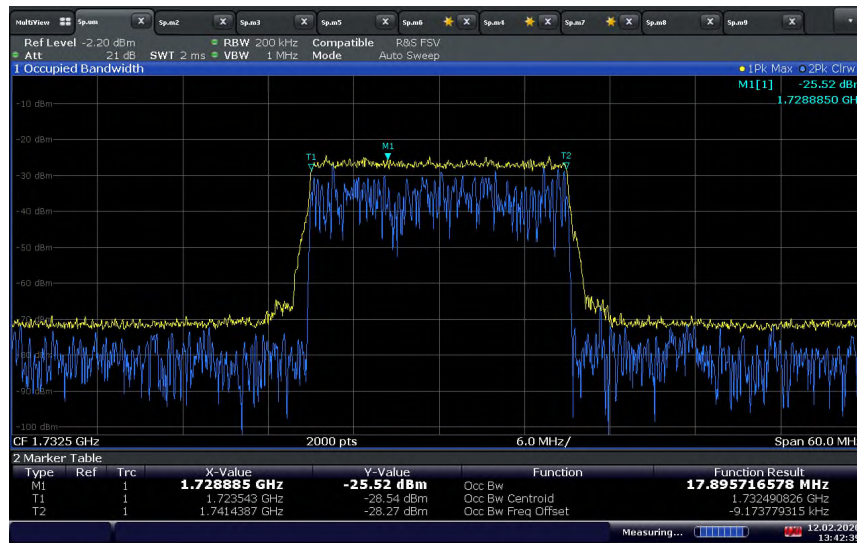 MultiView Sp.um X Sp.m2 X Sp.m3 X Sp.m5 X Sp.m6 X Sp.m4 X Sp.m7 X Sp.m8 X Sp.m9 X
Ref Level -2.20 dBm RBW 200 kHz Compatible R&S FSV
Att 21 dB SWT 2 ms VBW 1 MHz Mode Auto Sweep
1 Occupied Bandwidth 1Pk Max 2Pk Clrw
M1[1] -25.52 dBm
1.7288850 GH
-10 dBm
-20 dBm
M1
T1 T2
-30 dBm
-40 dBm
-50 dBm
-60 dBm
-90 dBm
-100 dBm
CF 1.7325 GHz 2000 pts 6.0 MHz/ Span 60.0 MH
2 Marker Table
Type Ref Trc X-Value Y-Value Function Function Result
M1 1 1.728885 GHz -25.52 dBm Occ Bw 17.895716578 MHz
T1 1 1.723543 GHz -28.54 dBm Occ Bw Centroid 1.732490826 GHz
T2 1 1.7414387 GHz -28.27 dBm Occ Bw Freq Offset -9.173779315 kHz
Measuring... 12.02.2020
13:42:39